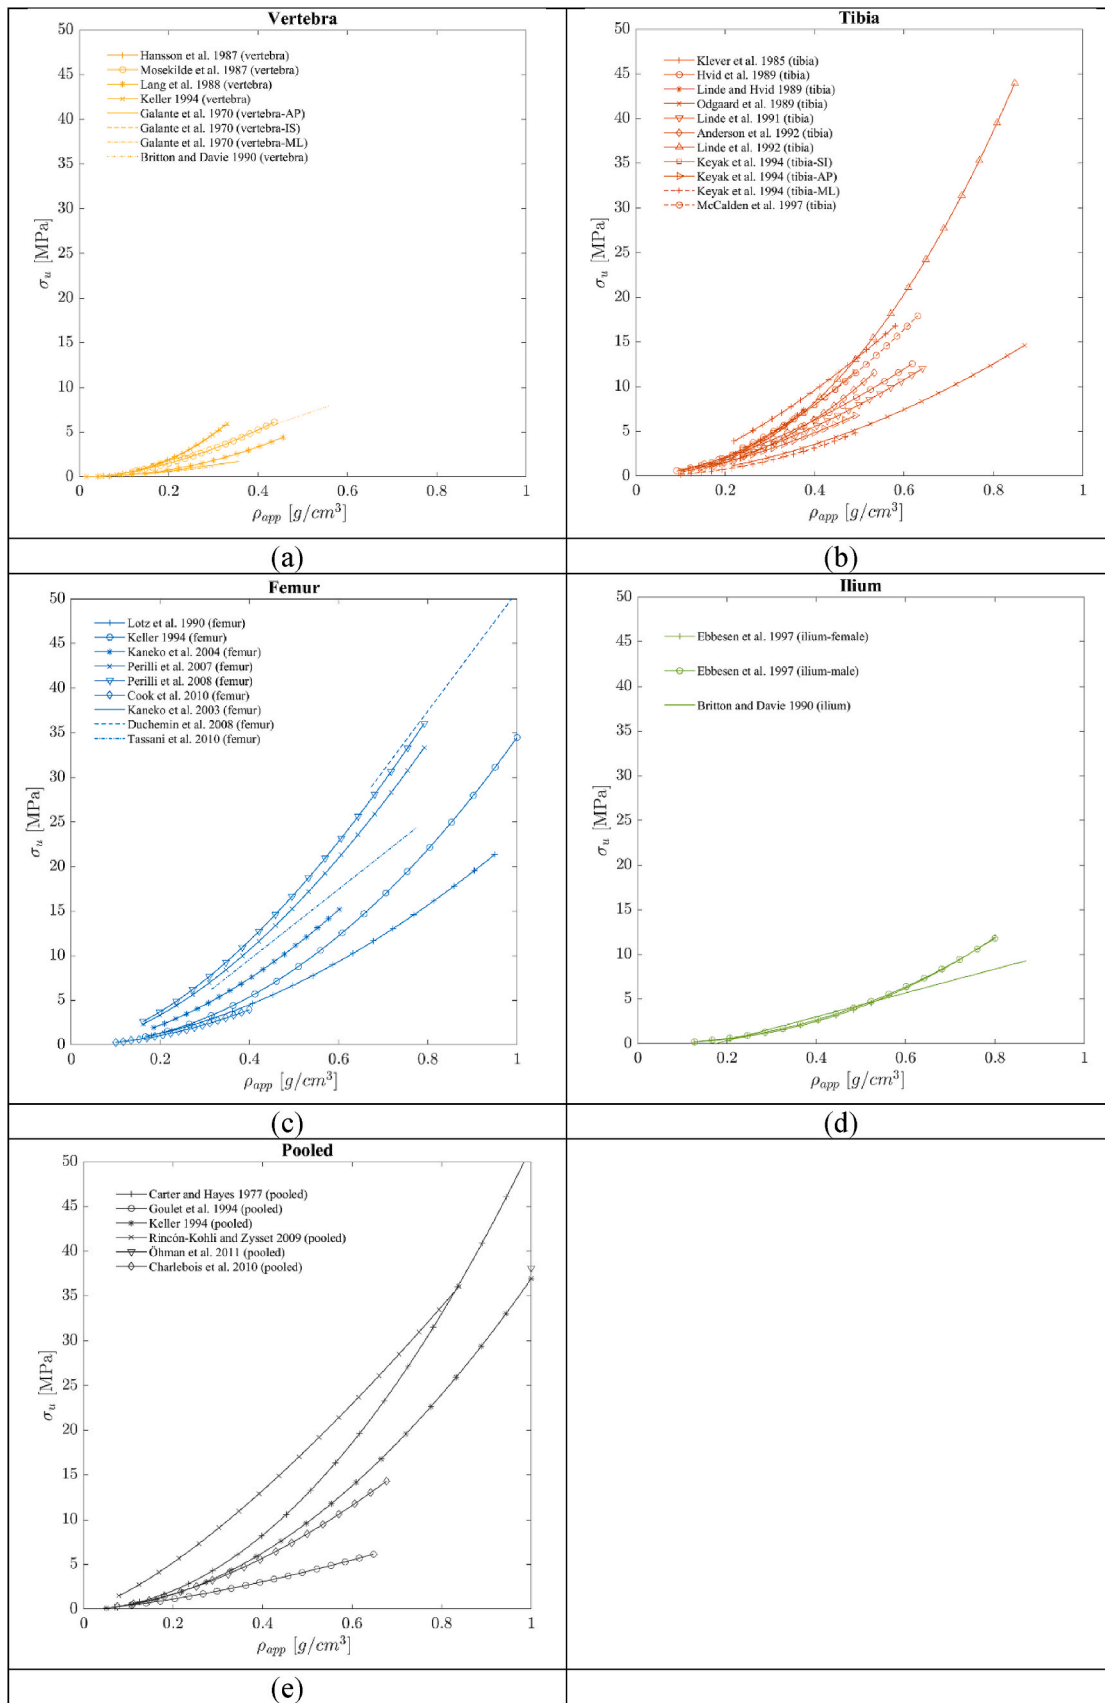 Vertebra
50
45
40
35
30
25
20
15
10
5
0
σu [MPa]
Hansson et al. 1987 (vertebra)
Mosekilde et al. 1987 (vertebra)
Lang et al. 1988 (vertebra)
Keller 1994 (vertebra)
Galante et al. 1970 (vertebra-AP)
Galante et al. 1970 (vertebra-IS)
Galante et al. 1970 (vertebra-ML)
Britton and Davie 1990 (vertebra)
0 0.2 0.4 0.6 0.8 1
ρapp [g/cm³]
(a)
Tibia
50
45
40
35
30
25
20
15
10
5
0
σu [MPa]
Klever et al. 1985 (tibia)
Hvid et al. 1989 (tibia)
Linde and Hvid 1989 (tibia)
Odgaard et al. 1989 (tibia)
Linde et al. 1991 (tibia)
Anderson et al. 1992 (tibia)
Linde et al. 1992 (tibia)
Keyak et al. 1994 (tibia-SI)
Keyak et al. 1994 (tibia-AP)
Keyak et al. 1994 (tibia-ML)
McCalden et al. 1997 (tibia)
0 0.2 0.4 0.6 0.8 1
ρapp [g/cm³]
(b)
Femur
50
45
40
35
30
25
20
15
10
5
0
σu [MPa]
Lotz et al. 1990 (femur)
Keller 1994 (femur)
Kaneko et al. 2004 (femur)
Perilli et al. 2007 (femur)
Perilli et al. 2008 (femur)
Cook et al. 2010 (femur)
Kaneko et al. 2003 (femur)
Duchemin et al. 2008 (femur)
Tassani et al. 2010 (femur)
0 0.2 0.4 0.6 0.8 1
ρapp [g/cm³]
(c)
Ilium
50
45
40
35
30
25
20
15
10
5
0
σu [MPa]
Ebbesen et al. 1997 (ilium-female)
Ebbesen et al. 1997 (ilium-male)
Britton and Davie 1990 (ilium)
0 0.2 0.4 0.6 0.8 1
ρapp [g/cm³]
(d)
Pooled
50
45
40
35
30
25
20
15
10
5
0
σu [MPa]
Carter and Hayes 1977 (pooled)
Goulet et al. 1994 (pooled)
Keller 1994 (pooled)
Rincón-Kohli and Zysset 2009 (pooled)
Öhman et al. 2011 (pooled)
Charlebois et al. 2010 (pooled)
0 0.2 0.4 0.6 0.8 1
ρapp [g/cm³]
(e)